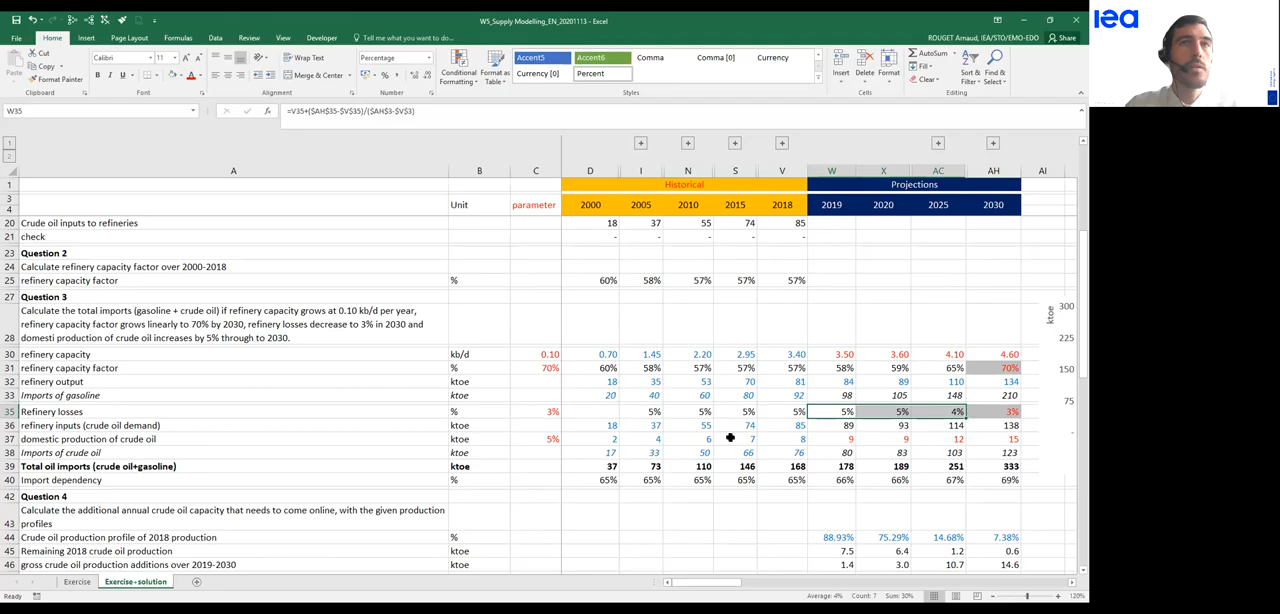 W5_Supply Modelling_EN_20201113 - Excel
File Home Insert Page Layout Formulas Data Review View Developer Tell me what you want to do...
ROUGET Arnaud, IEA/STO/EMO-EDO Share
iea
Paste
Cut
Copy
Format Painter
Clipboard
Calibri 11
B I U
Font
Wrap Text
Merge & Center
Alignment
Percentage
Number
Conditional Formatting
Format as Table
Accent5 Accent6 Comma Comma [0] Currency
Currency [0] Percent
Styles
Insert Delete Format
Cells
AutoSum
Fill
Clear
Sort & Filter
Find & Select
Editing
W35 =V35+($AH$35-$V$35)/($AH$3-$V$3)
1
2
A B C D I N S V W X AC AH AI
1 Historical Projections
3
4 Unit parameter 2000 2005 2010 2015 2018 2019 2020 2025 2030
20 Crude oil inputs to refineries 18 37 55 74 85
21 check - - - - -
23 Question 2
24 Calculate refinery capacity factor over 2000-2018
25 refinery capacity factor % 60% 58% 57% 57% 57%
27 Question 3
Calculate the total imports (gasoline + crude oil) if refinery capacity grows at 0.10 kb/d per year,
refinery capacity factor grows linearly to 70% by 2030, refinery losses decrease to 3% in 2030 and
28 domesti production of crude oil increases by 5% through to 2030.
30 refinery capacity kb/d 0.10 0.70 1.45 2.20 2.95 3.40 3.50 3.60 4.10 4.60
31 refinery capacity factor % 70% 60% 58% 57% 57% 57% 58% 59% 65% 70%
32 refinery output ktoe 18 35 53 70 81 84 89 110 134
33 Imports of gasoline ktoe 20 40 60 80 92 98 105 148 210
35 Refinery losses % 3% 5% 5% 5% 5% 5% 5% 4% 3%
36 refinery inputs (crude oil demand) ktoe 18 37 55 74 85 89 93 114 138
37 domestic production of crude oil ktoe 5% 2 4 6 7 8 9 9 12 15
38 Imports of crude oil ktoe 17 33 50 66 76 80 83 103 123
39 Total oil imports (crude oil+gasoline) ktoe 37 73 110 146 168 178 189 251 333
40 Import dependency % 65% 65% 65% 65% 65% 66% 66% 67% 69%
42 Question 4
Calculate the additional annual crude oil capacity that needs to come online, with the given production
43 profiles
44 Crude oil production profile of 2018 production % 88.93% 75.29% 14.68% 7.38%
45 Remaining 2018 crude oil production ktoe 7.5 6.4 1.2 0.6
46 gross crude oil production additions over 2019-2030 ktoe 1.4 3.0 10.7 14.6
ktoe
300
225
150
75
-
Exercise Exercise+solution
Ready Average: 4% Count: 7 Sum: 30% 120%